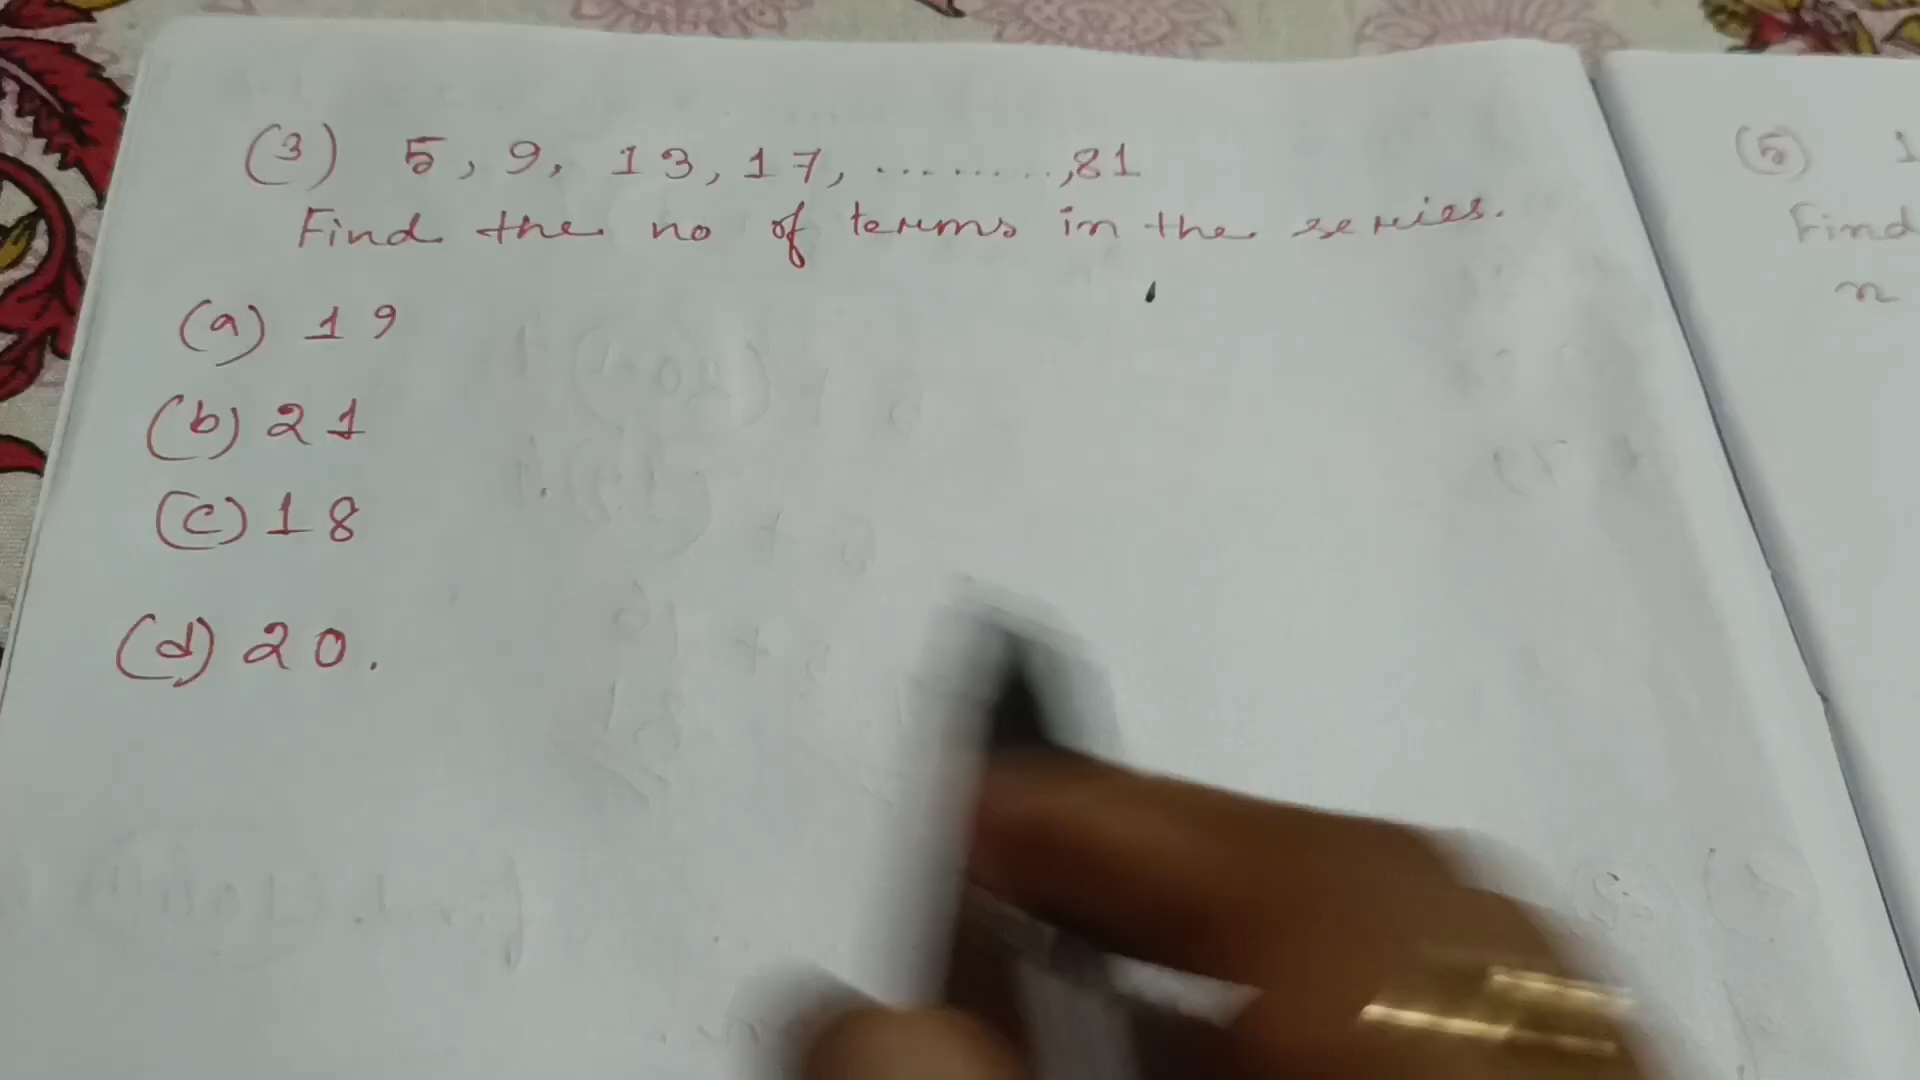 (3) 5, 9, 13, 17, .........,81
Find the no of terms in the series.
(a) 19
(b) 21
(c) 18
(d) 20.
(5) 1
Find
n